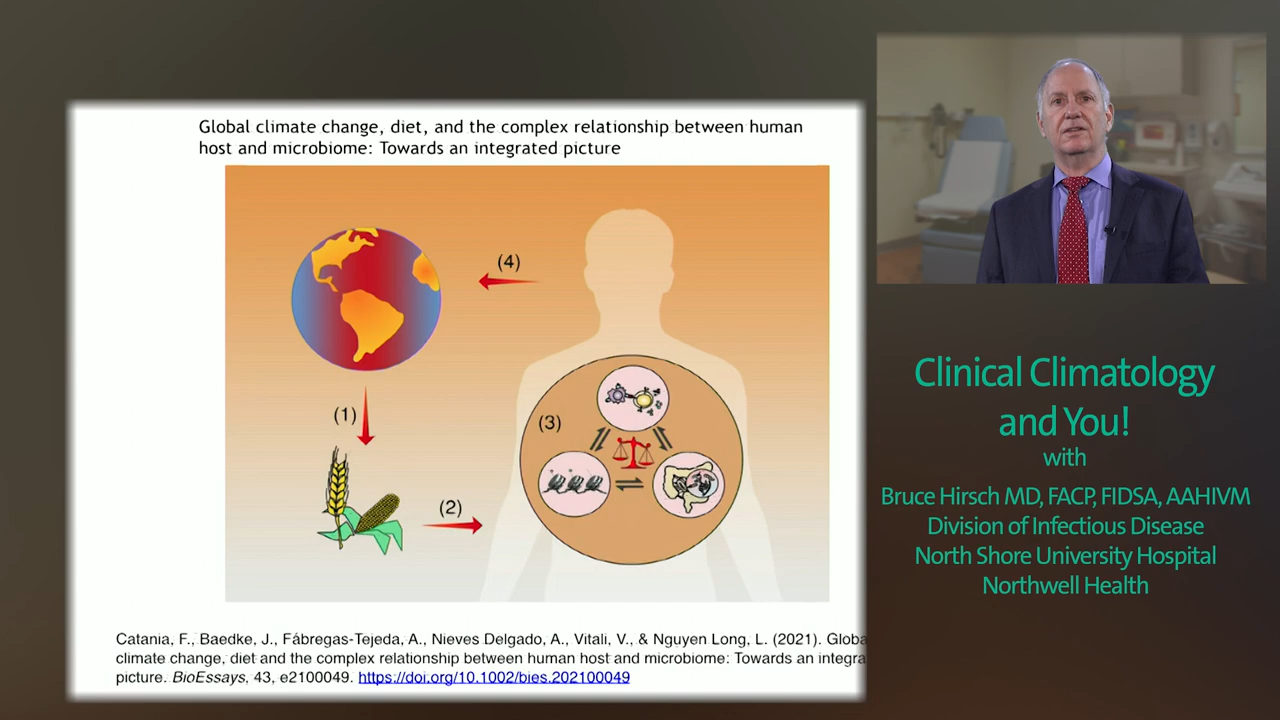 Global climate change, diet, and the complex relationship between human
host and microbiome: Towards an integrated picture
(4)
(1)
(3)
(2)
Catania, F., Baedke, J., Fábregas-Tejeda, A., Nieves Delgado, A., Vitali, V., & Nguyen Long, L. (2021). Globa
climate change, diet and the complex relationship between human host and microbiome: Towards an integra
picture. BioEssays, 43, e2100049. https://doi.org/10.1002/bies.202100049
Clinical Climatology
and You!
with
Bruce Hirsch MD, FACP, FIDSA, AAHIVM
Division of Infectious Disease
North Shore University Hospital
Northwell Health